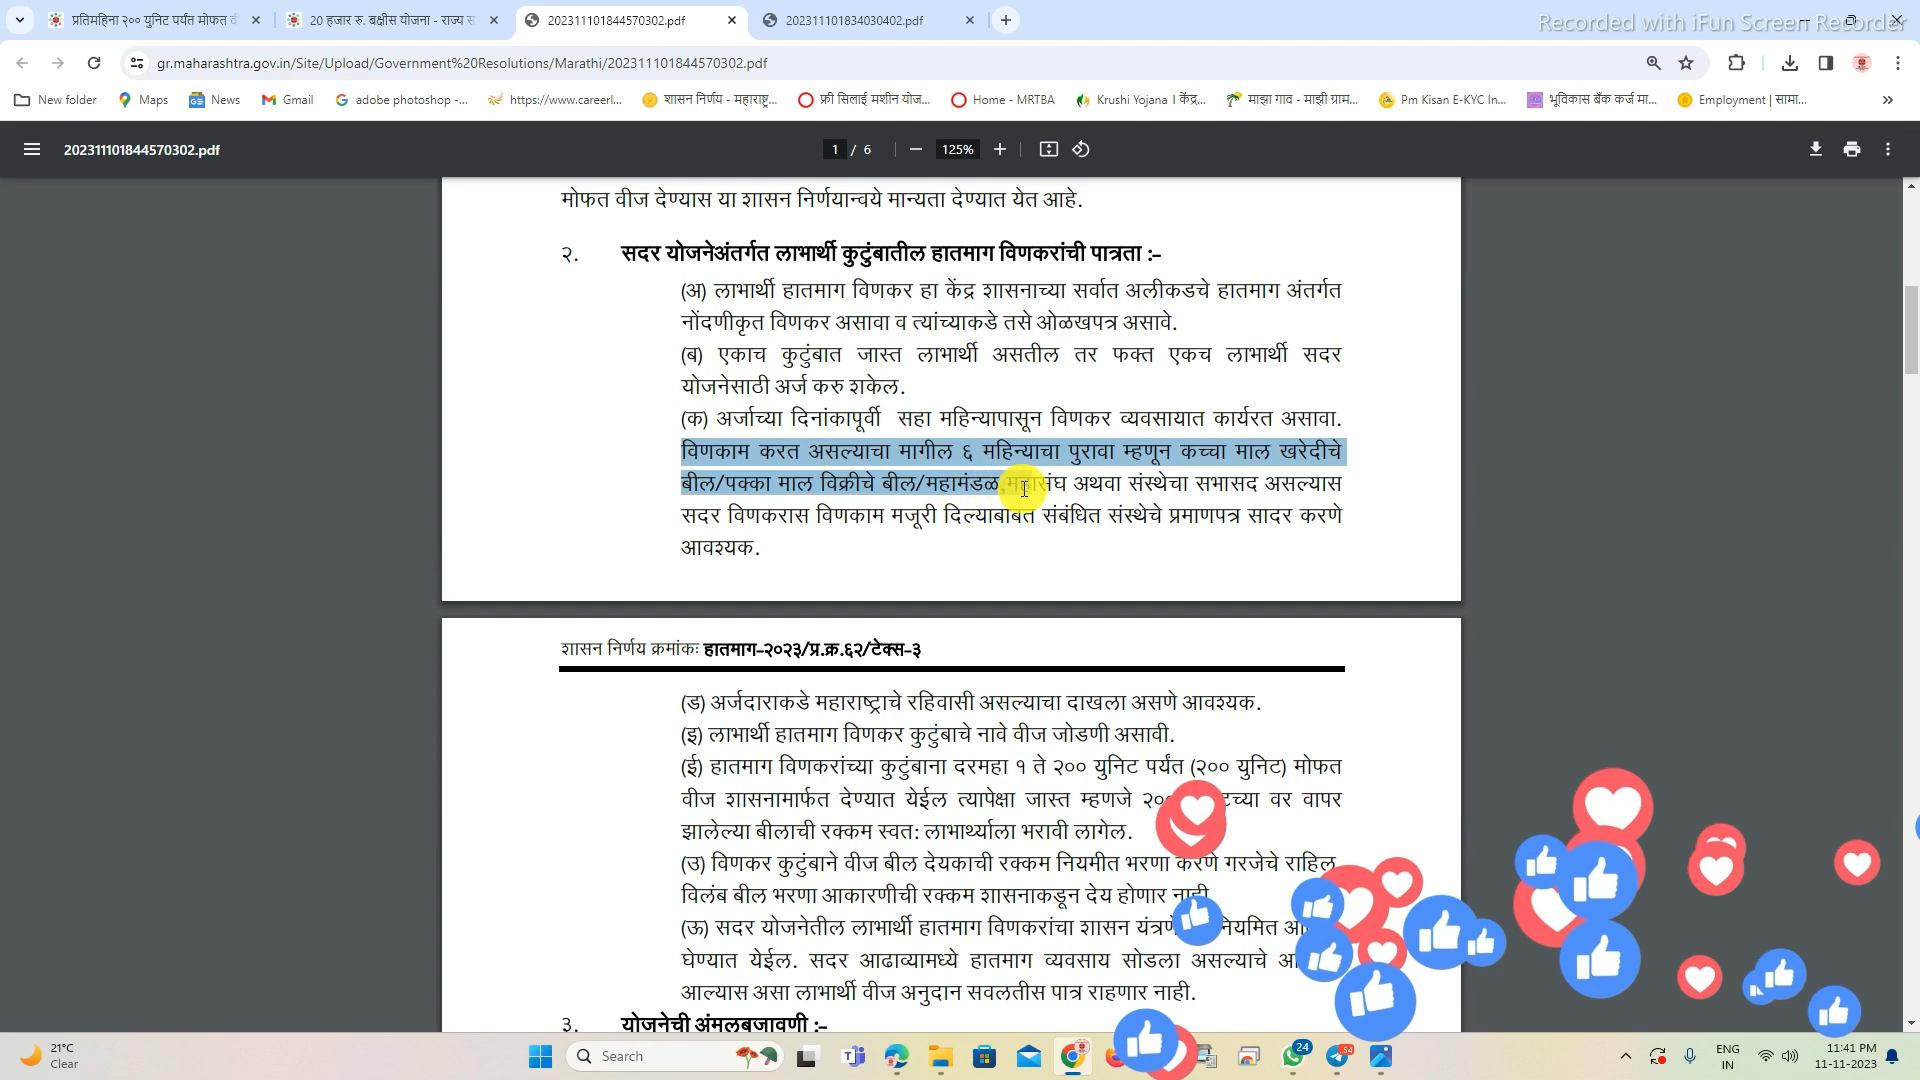 Recorded with iFun Screen Recorder
प्रतिमहिना २०० युनिट पर्यंत मोफत
20 हजार रु. बक्षीस योजना - राज्य
202311101844570302.pdf
202311101834030402.pdf
gr.maharashtra.gov.in/Site/Upload/Government%20Resolutions/Marathi/202311101844570302.pdf
New folder
Maps
News
Gmail
adobe photoshop -...
https://www.careerl...
शासन निर्णय - महाराष्ट्र...
फ्री सिलाई मशीन योज...
Home - MRTBA
Krushi Yojana । केंद्र...
माझा गाव - माझी ग्राम...
Pm Kisan E-KYC In...
भूविकास बँक कर्ज मा...
Employment | सामा...
202311101844570302.pdf
1 / 6
125%
मोफत वीज देण्यास या शासन निर्णयान्वये मान्यता देण्यात येत आहे.
२. सदर योजनेअंतर्गत लाभार्थी कुटुंबातील हातमाग विणकरांची पात्रता :-
(अ) लाभार्थी हातमाग विणकर हा केंद्र शासनाच्या सर्वात अलीकडचे हातमाग अंतर्गत
नोंदणीकृत विणकर असावा व त्यांच्याकडे तसे ओळखपत्र असावे.
(ब) एकाच कुटुंबात जास्त लाभार्थी असतील तर फक्त एकच लाभार्थी सदर
योजनेसाठी अर्ज करु शकेल.
(क) अर्जाच्या दिनांकापूर्वी सहा महिन्यापासून विणकर व्यवसायात कार्यरत असावा.
विणकाम करत असल्याचा मागील ६ महिन्याचा पुरावा म्हणून कच्चा माल खरेदीचे
बील/पक्का माल विक्रीचे बील/महामंडळ,महासंघ अथवा संस्थेचा सभासद असल्यास
सदर विणकरास विणकाम मजूरी दिल्याबाबत संबंधित संस्थेचे प्रमाणपत्र सादर करणे
आवश्यक.
शासन निर्णय क्रमांकः हातमाग-२०२३/प्र.क्र.६२/टेक्स-३
(ड) अर्जदाराकडे महाराष्ट्राचे रहिवासी असल्याचा दाखला असणे आवश्यक.
(इ) लाभार्थी हातमाग विणकर कुटुंबाचे नावे वीज जोडणी असावी.
(ई) हातमाग विणकरांच्या कुटुंबाना दरमहा १ ते २०० युनिट पर्यंत (२०० युनिट) मोफत
वीज शासनामार्फत देण्यात येईल त्यापेक्षा जास्त म्हणजे वर वापर
झालेल्या बीलाची रक्कम स्वत: लाभार्थ्याला भरावी लागेल.
(उ) विणकर कुटुंबाने वीज बील देयकाची रक्कम नियमीत भरणा करणे गरजेचे राहिल
विलंब बील भरणा आकारणीची रक्कम शासनाकडून देय होणार नाही
(ऊ) सदर योजनेतील लाभार्थी हातमाग विणकरांचा शासन नियमित
घेण्यात येईल. सदर आढाव्यामध्ये हातमाग व्यवसाय सोडला असल्याचे
आल्यास असा लाभार्थी वीज अनुदान सवलतीस पात्र राहणार नाही.
३. योजनेची अंमलबजावणी :-
21°C
Clear
Search
24
54
ENG
IN
11:41 PM
11-11-2023